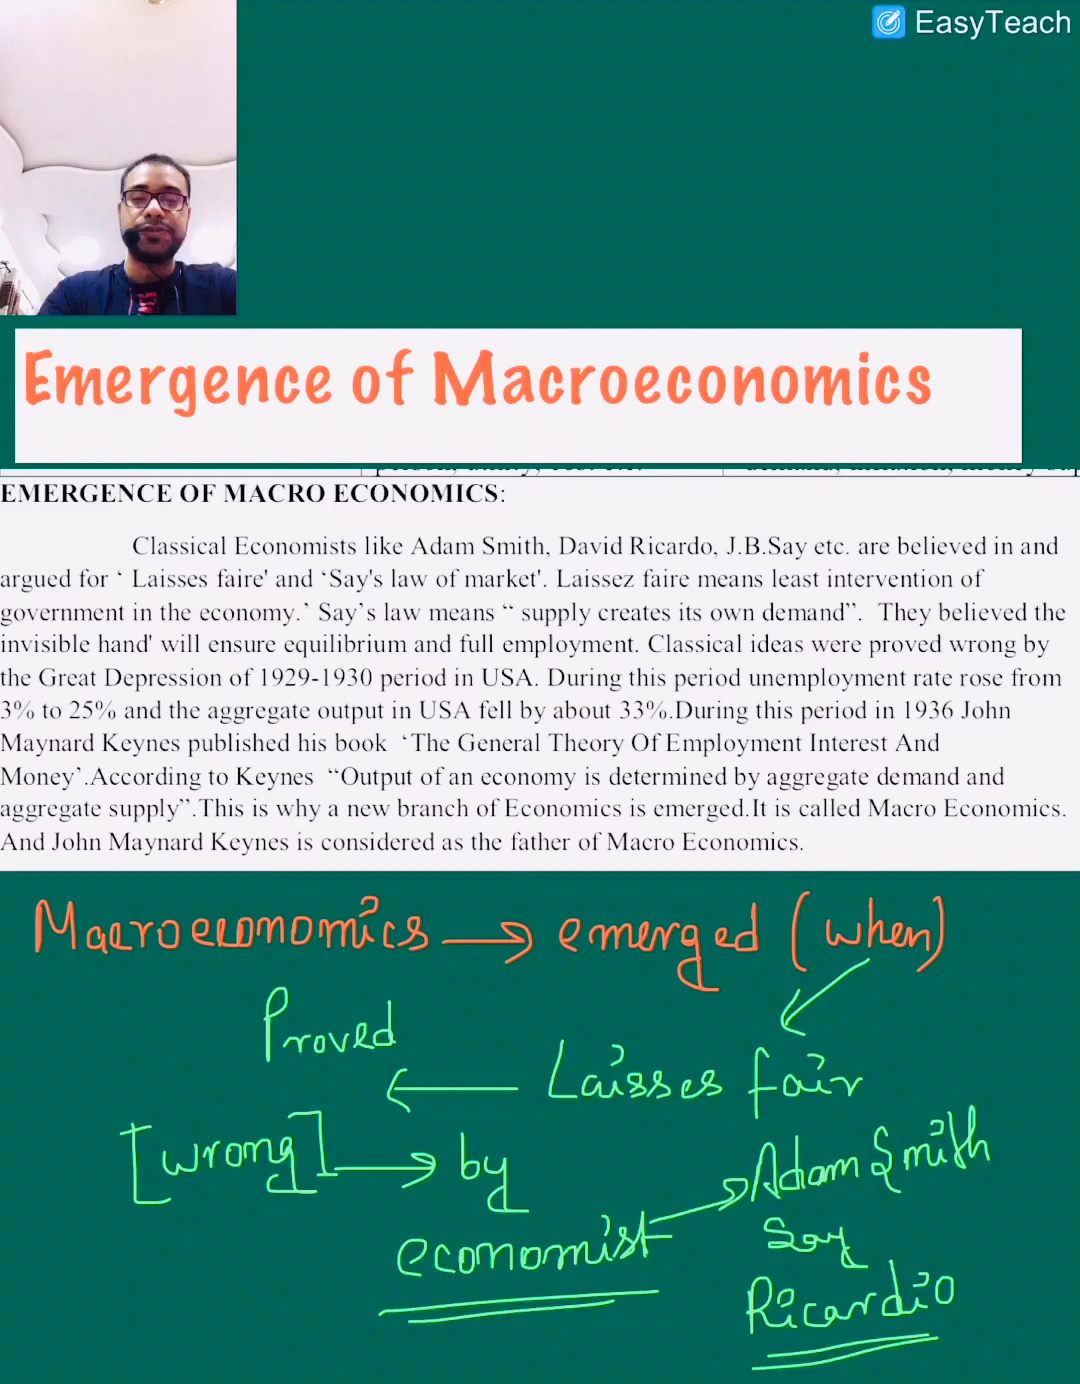 EasyTeach
Emergence of Macroeconomics
EMERGENCE OF MACRO ECONOMICS:
Classical Economists like Adam Smith, David Ricardo, J.B.Say etc. are believed in and
argued for ‘ Laisses faire' and ‘Say's law of market'. Laissez faire means least intervention of
government in the economy.’ Say’s law means “ supply creates its own demand”. They believed the
invisible hand' will ensure equilibrium and full employment. Classical ideas were proved wrong by
the Great Depression of 1929-1930 period in USA. During this period unemployment rate rose from
3% to 25% and the aggregate output in USA fell by about 33%.During this period in 1936 John
Maynard Keynes published his book ‘The General Theory Of Employment Interest And
Money’.According to Keynes “Output of an economy is determined by aggregate demand and
aggregate supply”.This is why a new branch of Economics is emerged.It is called Macro Economics.
And John Maynard Keynes is considered as the father of Macro Economics.
Macroeconomics → emerged (when)
Proved ← Laisses fair
[wrong] → by
economist → Adam Smith
Say
Ricardio